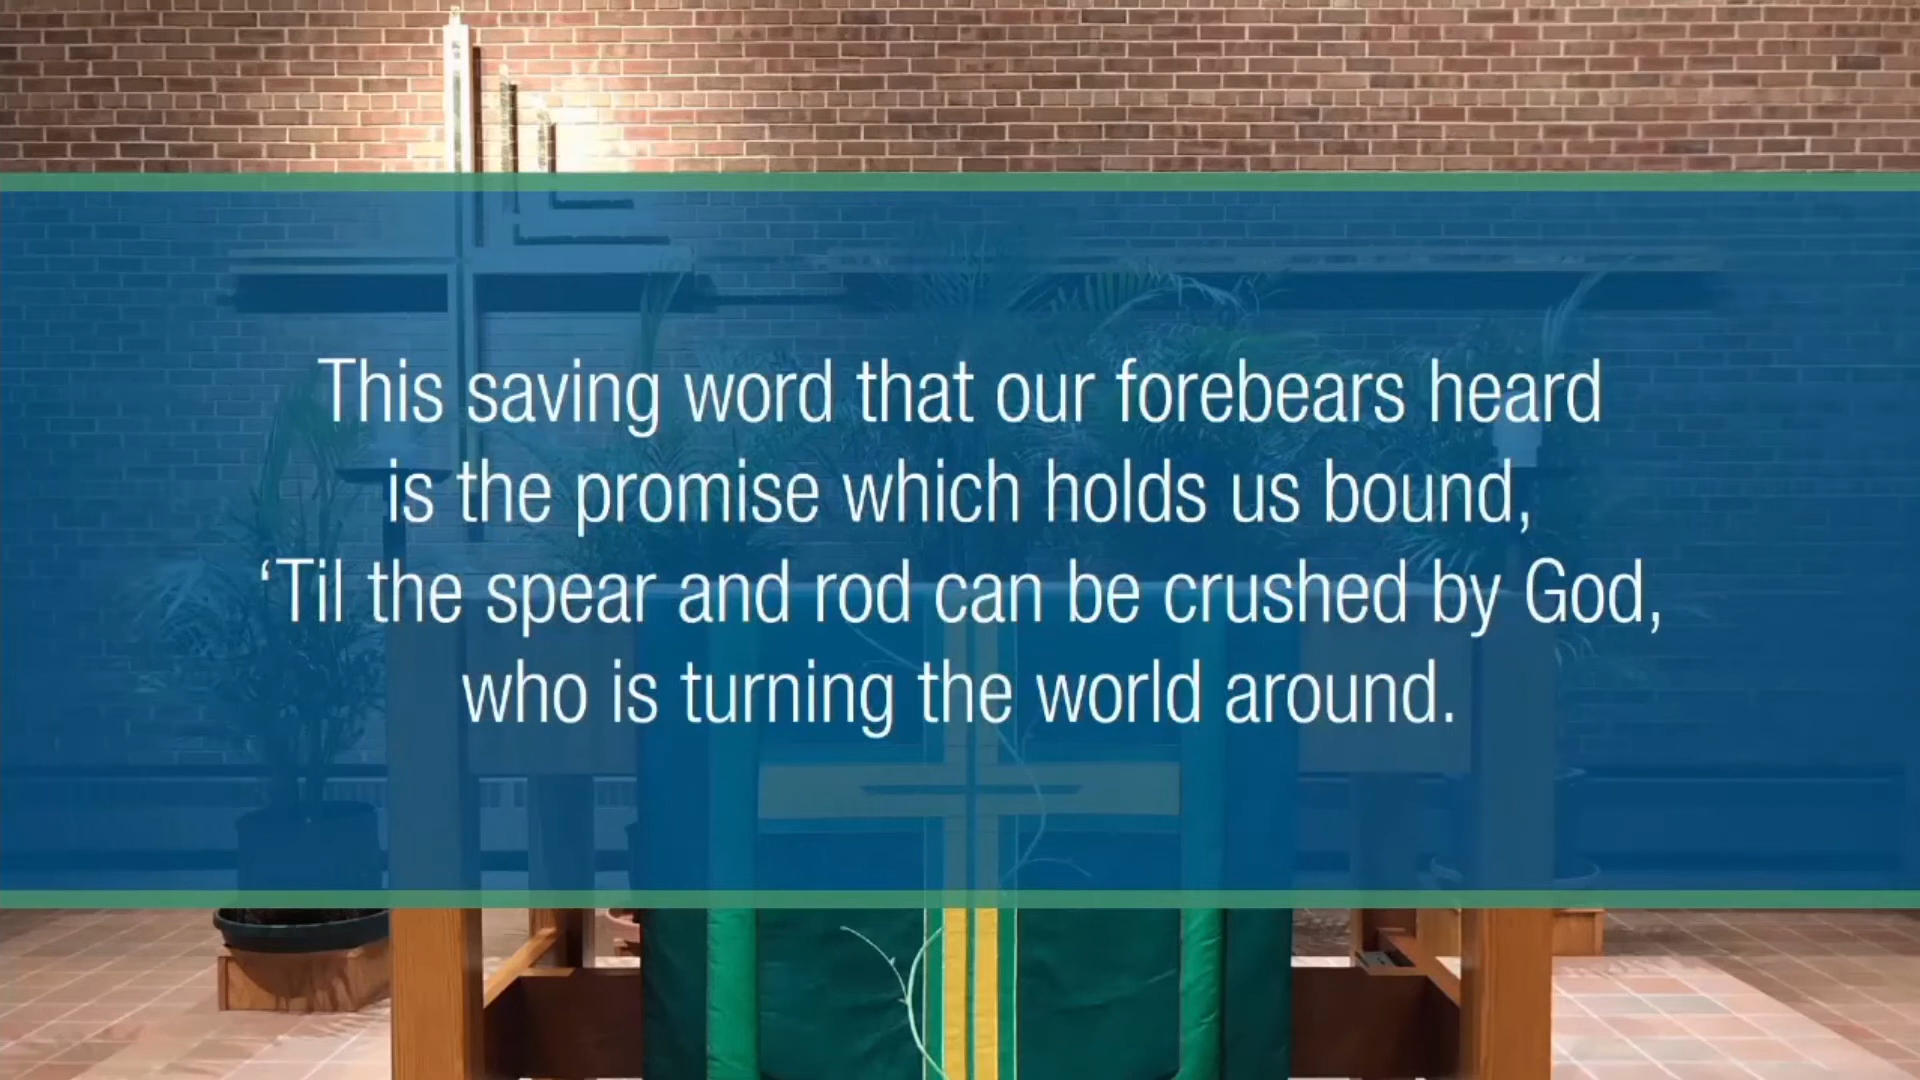 This saving word that our forebears heard
is the promise which holds us bound,
‘Til the spear and rod can be crushed by God,
who is turning the world around.